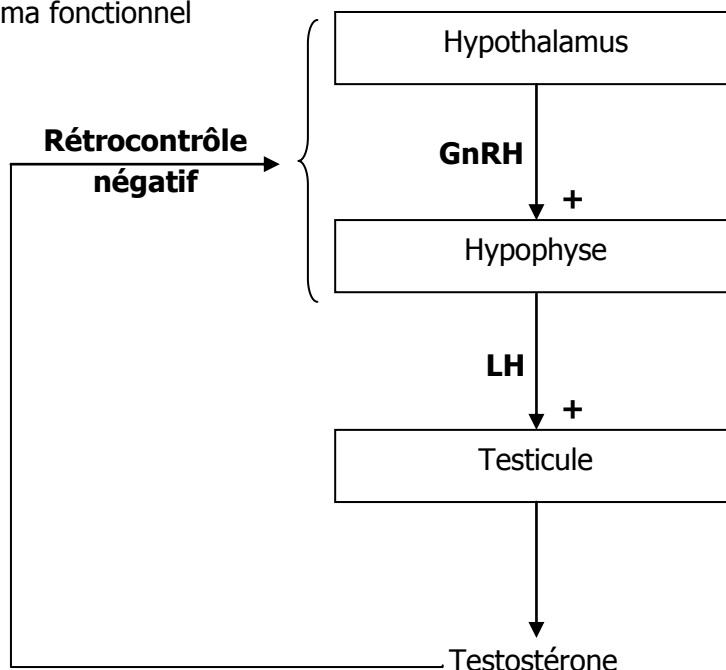 ma fonctionnel
Hypothalamus
Rétrocontrôle
négatif
GnRH
+
Hypophyse
LH
+
Testicule
Testostérone